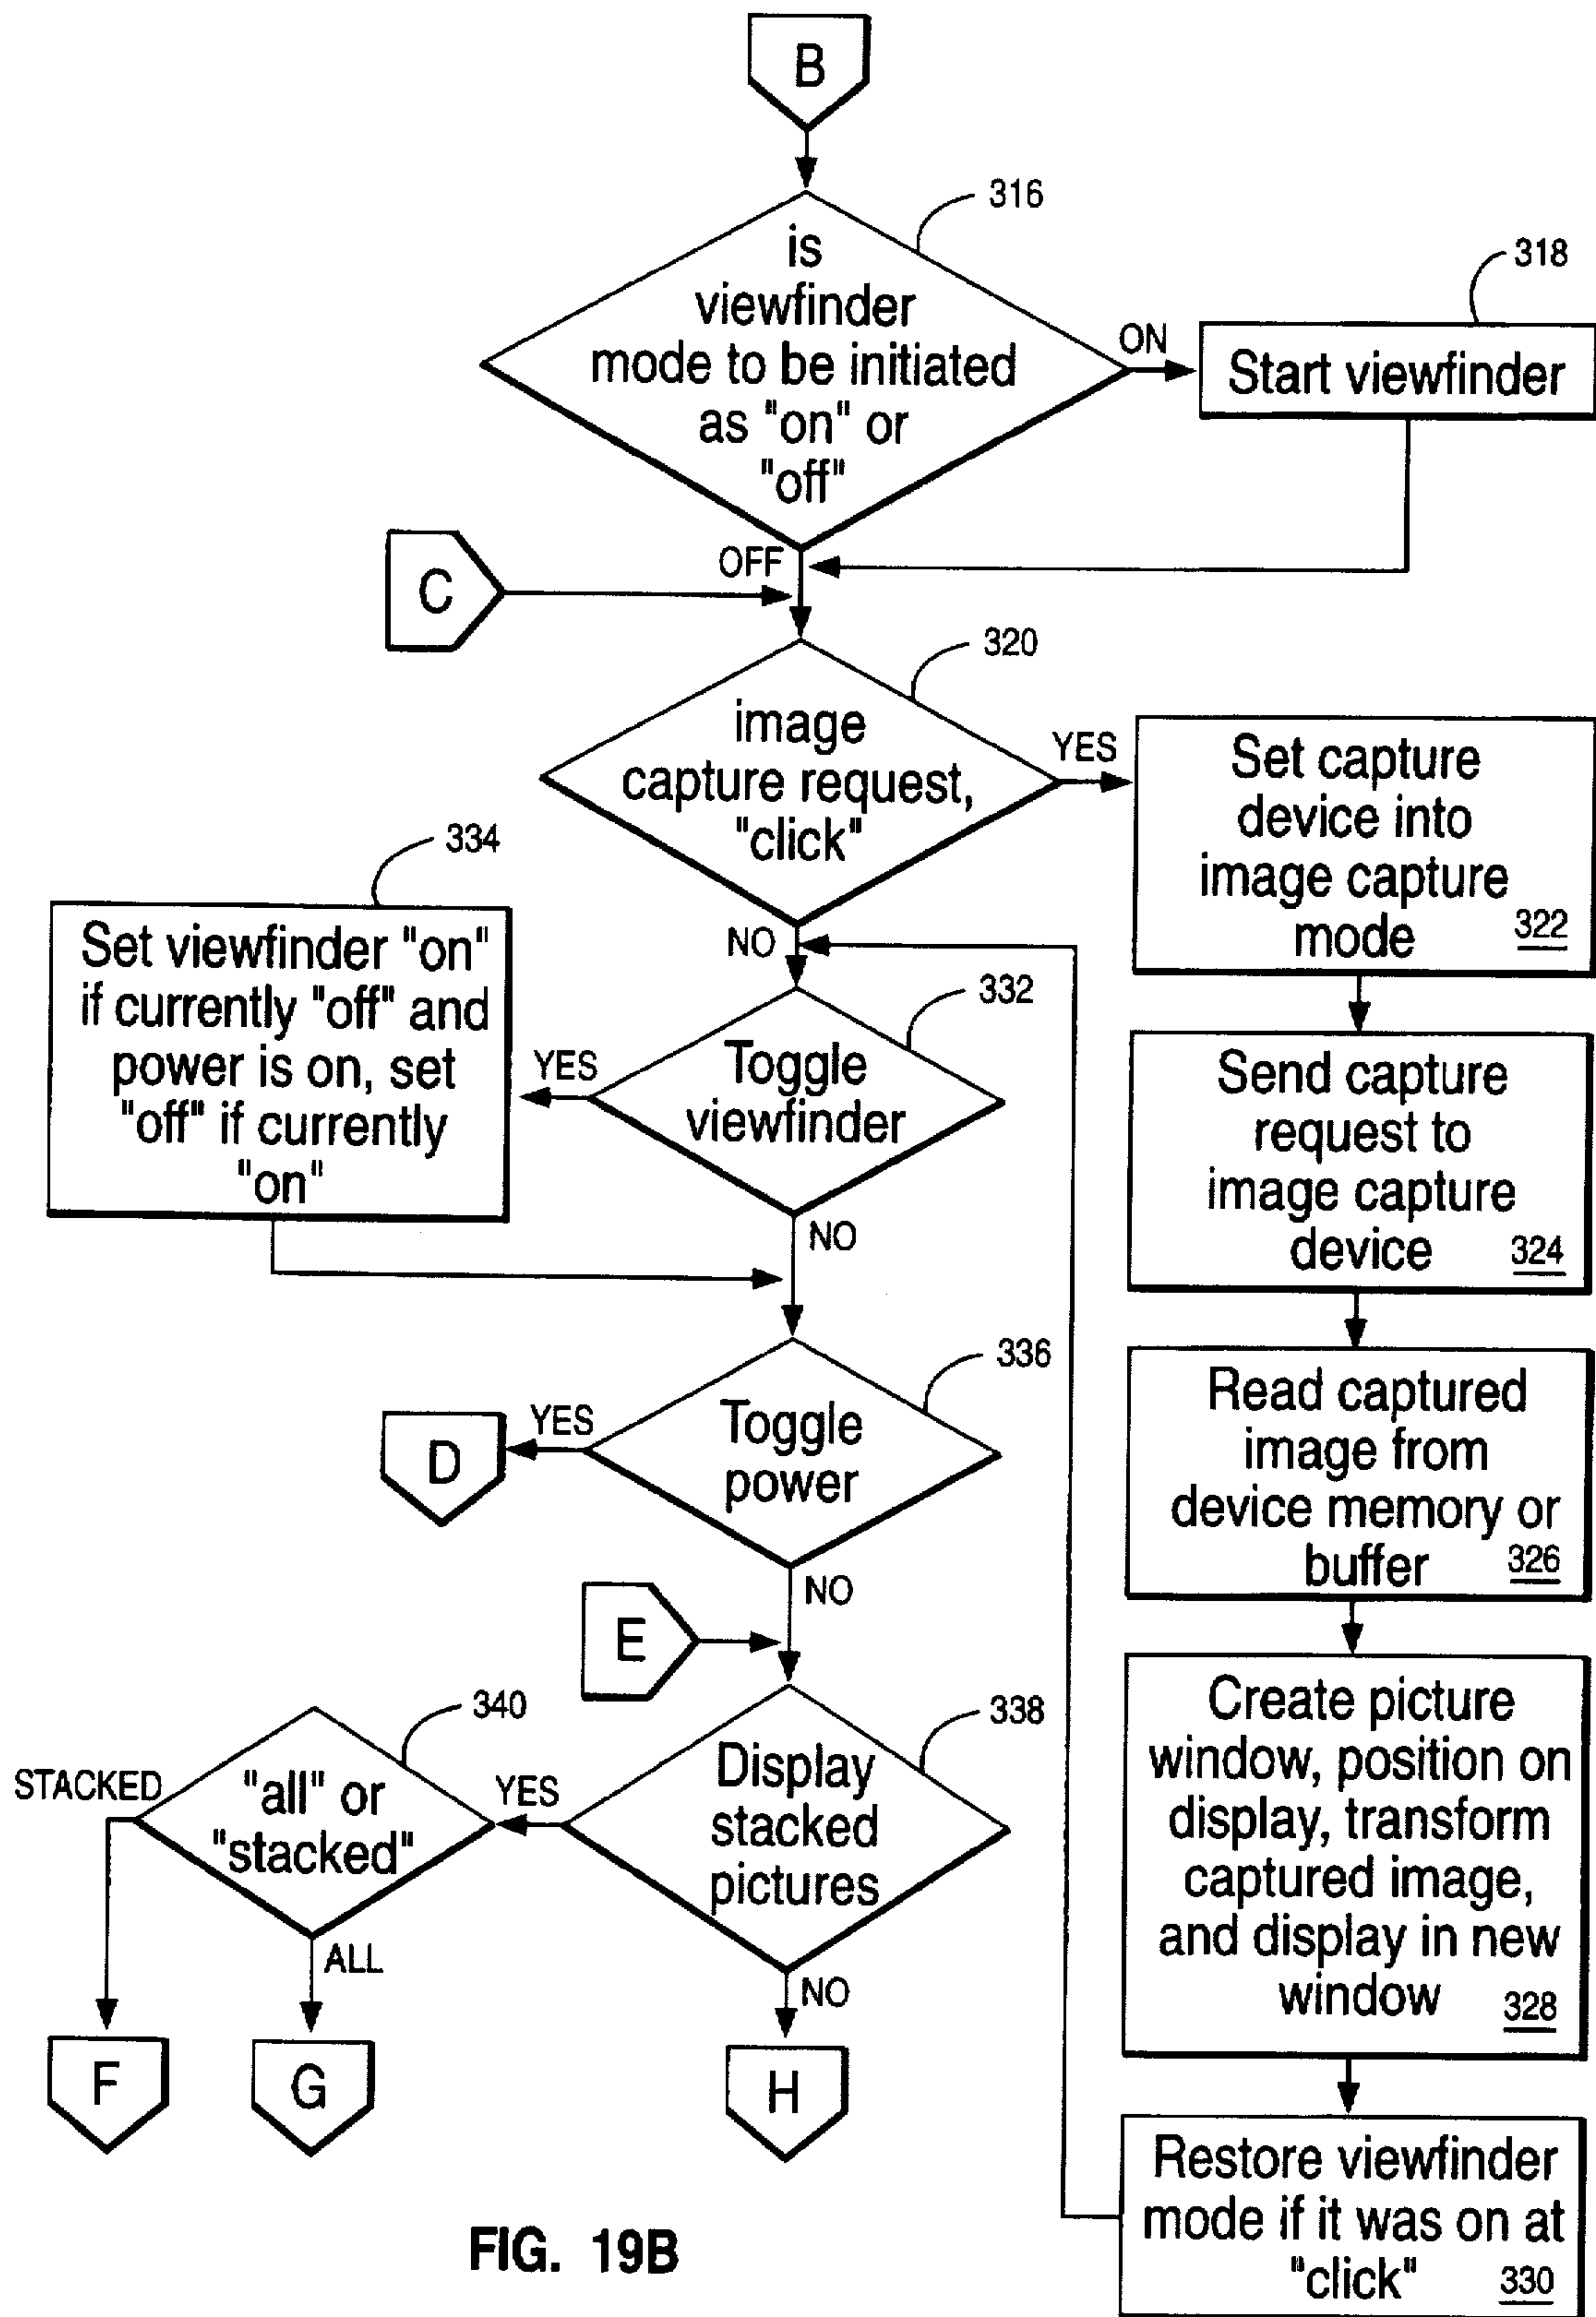 B
316
is
viewfinder
mode to be initiated
as "on" or
"off"
ON
318
Start viewfinder
OFF
C
320
image
capture request,
"click"
YES
Set capture
device into
image capture
mode 322
334
Set viewfinder "on"
if currently "off" and
power is on, set
"off" if currently
"on"
NO
332
Toggle
viewfinder
YES
NO
Send capture
request to
image capture
device 324
336
Toggle
power
YES
D
NO
Read captured
image from
device memory or
buffer 326
E
338
Display
stacked
pictures
YES
340
"all" or
"stacked"
STACKED
ALL
NO
F
G
H
Create picture
window, position on
display, transform
captured image,
and display in new
window 328
Restore viewfinder
mode if it was on at
"click" 330
FIG. 19B